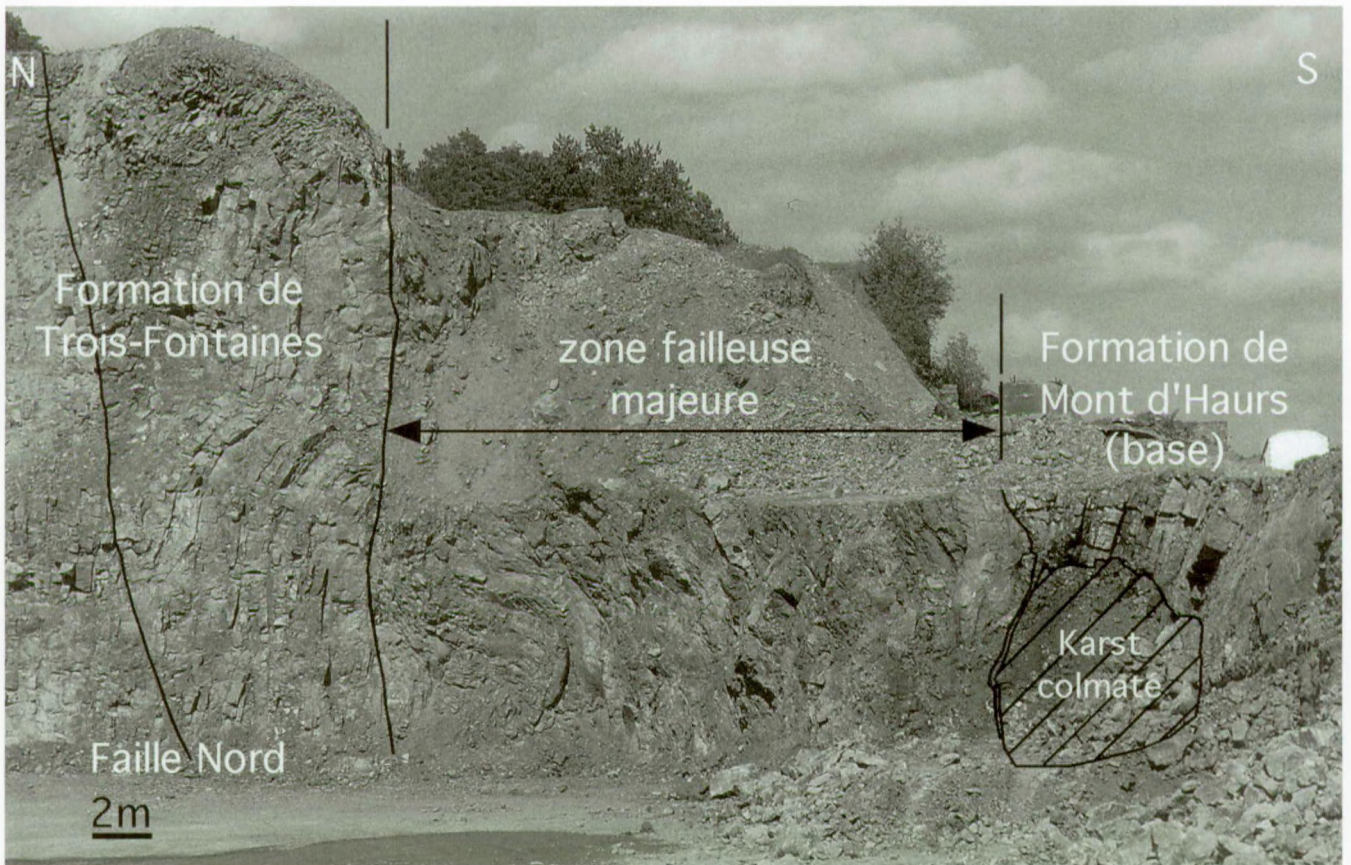 N
S
Formation de
Trois-Fontaines
zone failleuse
majeure
Formation de
Mont d'Haurs
(base)
Karst
colmaté
Faille Nord
2m